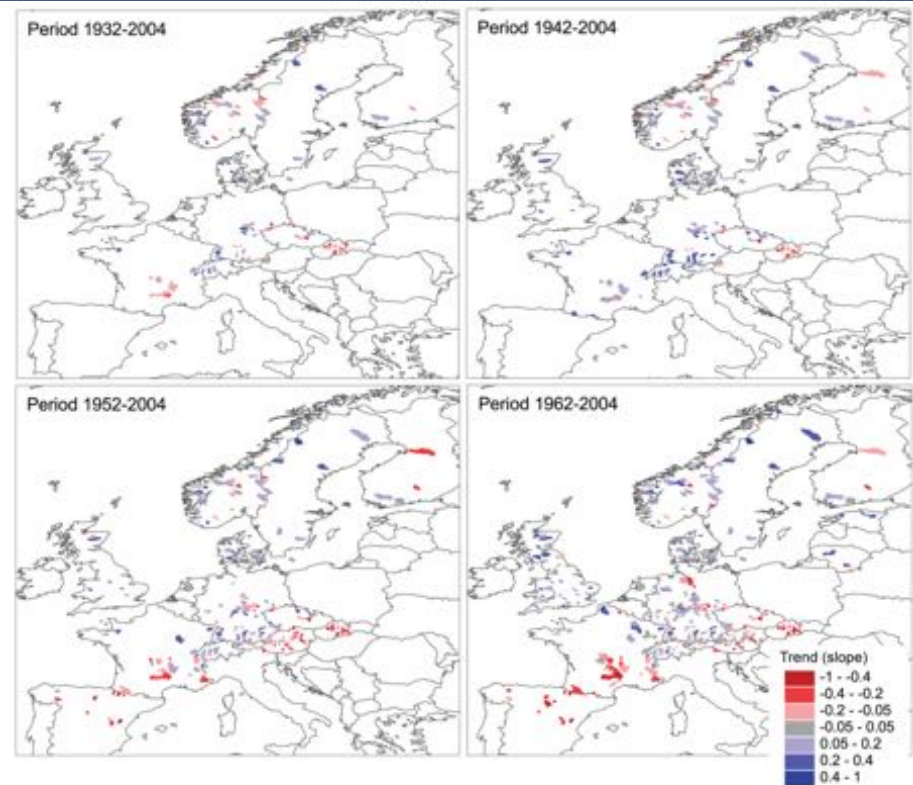 Period 1932-2004
Period 1942-2004
Period 1952-2004
Period 1962-2004
Trend (slope)
-1 - -0.4
-0.4 - -0.2
-0.2 - -0.05
-0.05 - 0.05
0.05 - 0.2
0.2 - 0.4
0.4 - 1